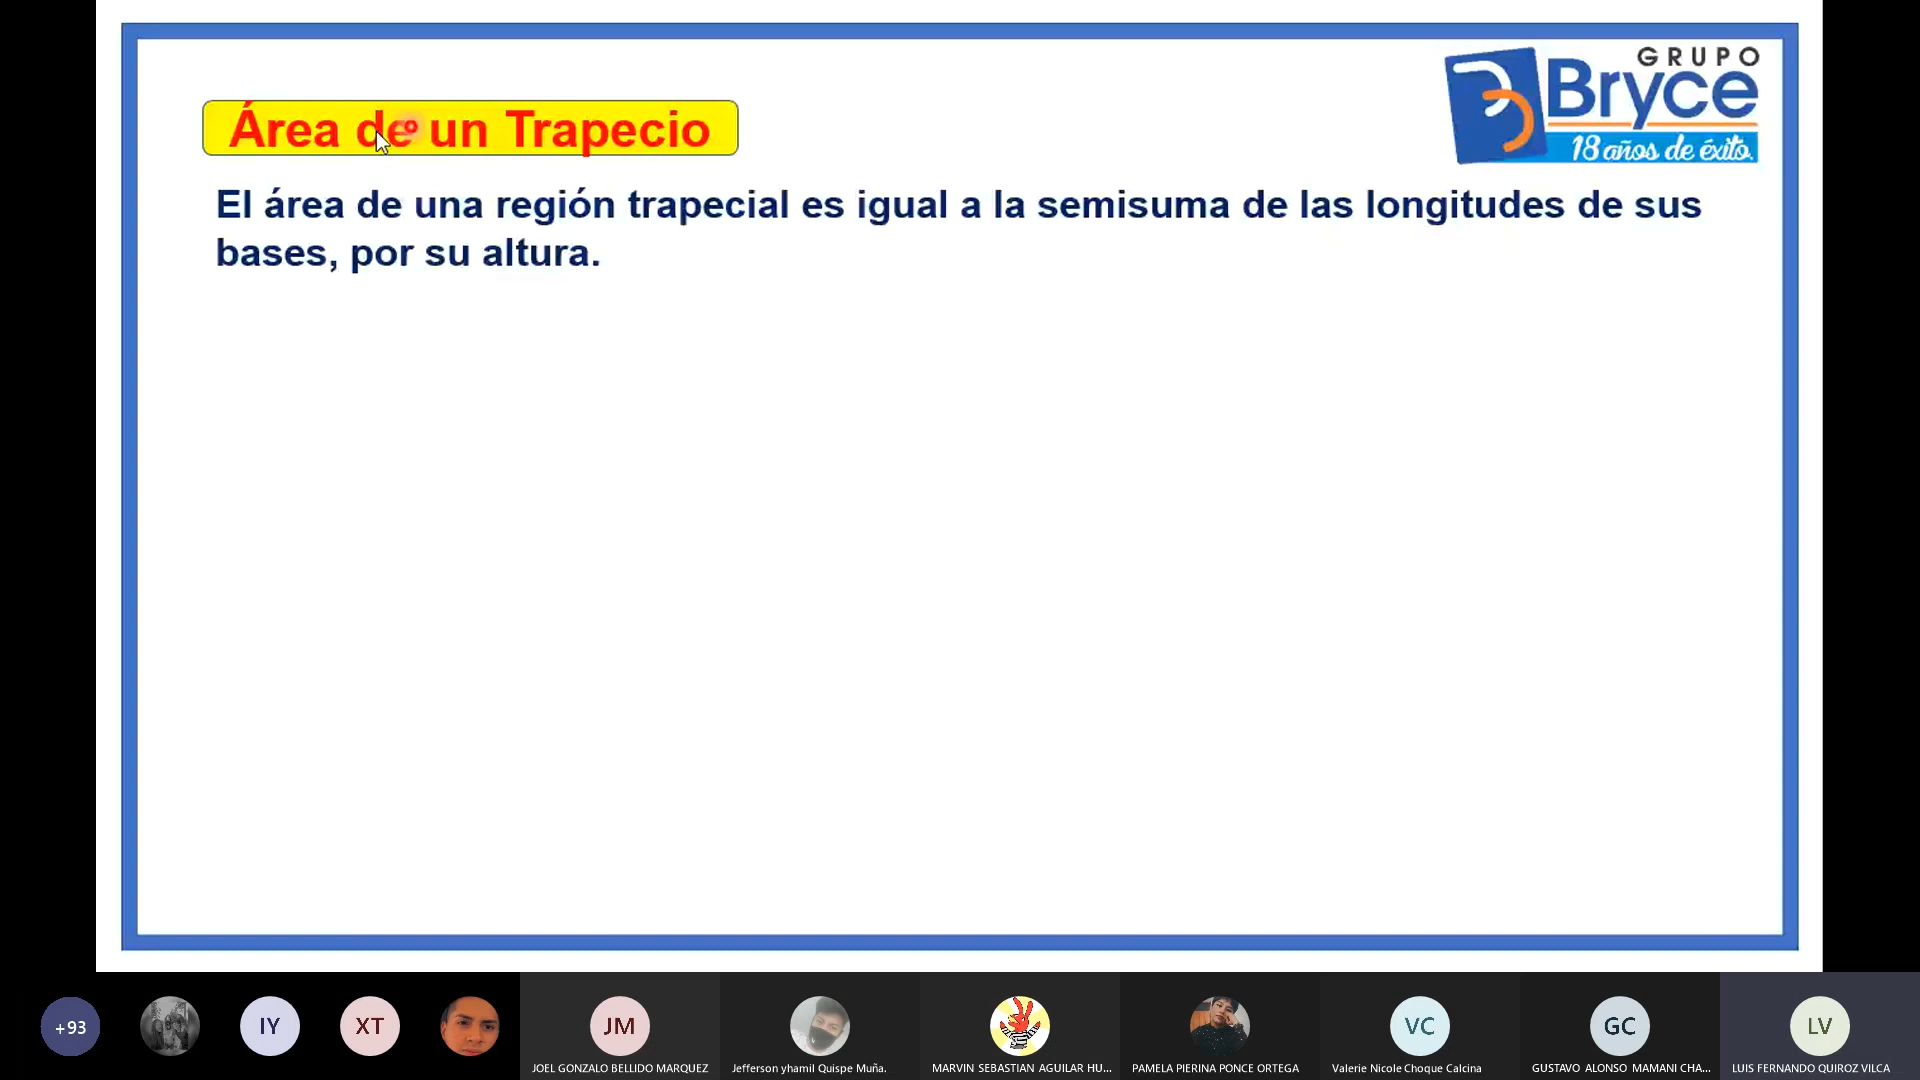 GRUPO
Bryce
18 años de éxito.
Área de un Trapecio
El área de una región trapecial es igual a la semisuma de las longitudes de sus
bases, por su altura.
+93
IY
XT
JM
VC
GC
LV
JOEL GONZALO BELLIDO MARQUEZ
Jefferson yhamil Quispe Muña.
MARVIN SEBASTIAN AGUILAR HU...
PAMELA PIERINA PONCE ORTEGA
Valerie Nicole Choque Calcina
GUSTAVO ALONSO MAMANI CHA...
LUIS FERNANDO QUIROZ VILCA